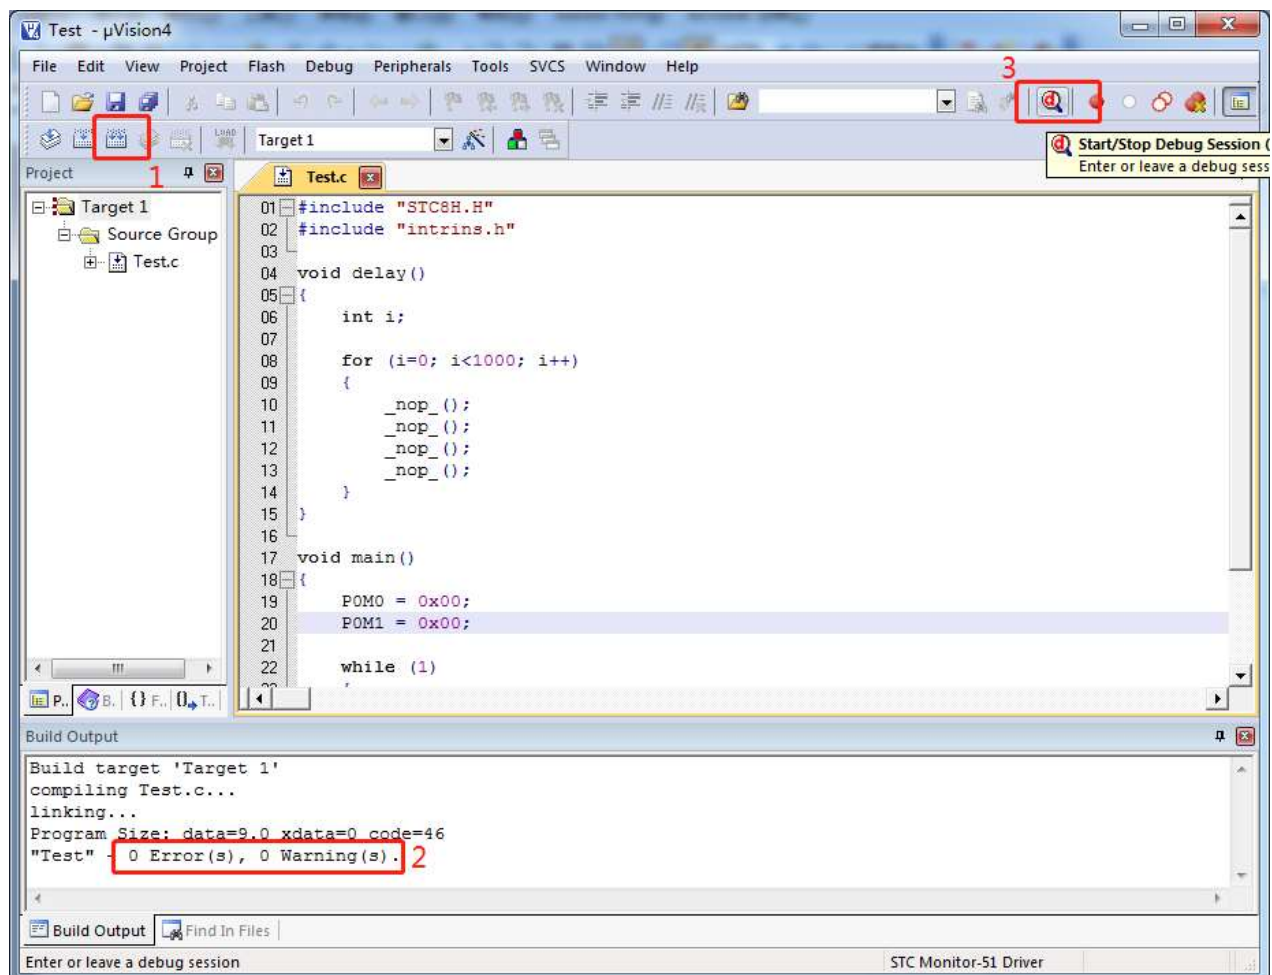 Test - µVision4
File Edit View Project Flash Debug Peripherals Tools SVCS Window Help
3
LOAD
Target 1
Start/Stop Debug Session (
Enter or leave a debug sess
Project
1
Test.c
Target 1
Source Group
Test.c
01 #include "STC8H.H"
02 #include "intrins.h"
03
04 void delay()
05 {
06 int i;
07
08 for (i=0; i<1000; i++)
09 {
10 _nop_();
11 _nop_();
12 _nop_();
13 _nop_();
14 }
15 }
16
17 void main()
18 {
19 P0M0 = 0x00;
20 P0M1 = 0x00;
21
22 while (1)
P.. B. {} F.. 0 T..
Build Output
Build target 'Target 1'
compiling Test.c...
linking...
Program Size: data=9.0 xdata=0 code=46
"Test" - 0 Error(s), 0 Warning(s).
2
Build Output Find In Files
Enter or leave a debug session STC Monitor-51 Driver